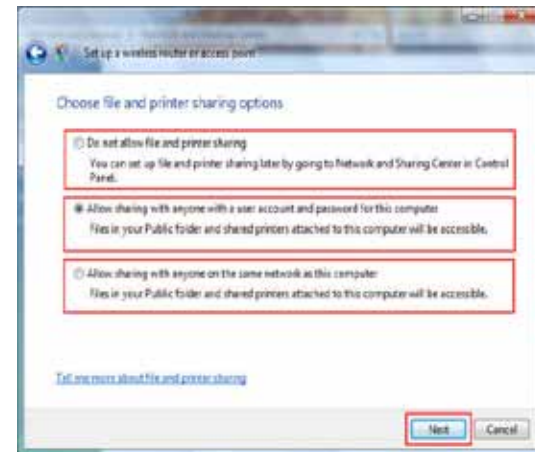 Set up a wireless router or access point
Choose file and printer sharing options
Do not allow file and printer sharing
You can set up file and printer sharing later by going to Network and Sharing Center in Control
Panel.
Allow sharing with anyone with a user account and password for this computer
Files in your Public folder and shared printers attached to this computer will be accessible.
Allow sharing with anyone on the same network as this computer
Files in your Public folder and shared printers attached to this computer will be accessible.
Tell me more about file and printer sharing
Next Cancel